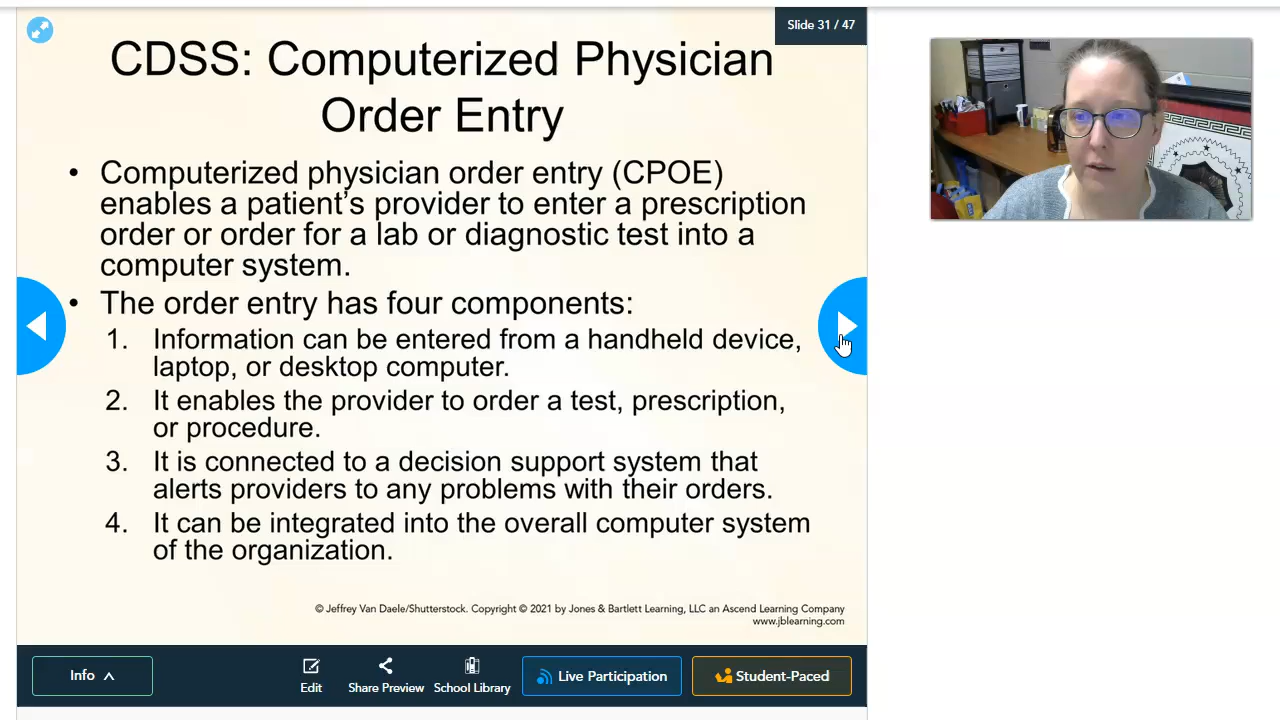 Slide 31 / 47
CDSS: Computerized Physician
Order Entry
• Computerized physician order entry (CPOE)
enables a patient’s provider to enter a prescription
order or order for a lab or diagnostic test into a
computer system.
• The order entry has four components:
1. Information can be entered from a handheld device,
laptop, or desktop computer.
2. It enables the provider to order a test, prescription,
or procedure.
3. It is connected to a decision support system that
alerts providers to any problems with their orders.
4. It can be integrated into the overall computer system
of the organization.
© Jeffrey Van Daele/Shutterstock. Copyright © 2021 by Jones & Bartlett Learning, LLC an Ascend Learning Company
www.jblearning.com
Info
Edit
Share Preview
School Library
Live Participation
Student-Paced